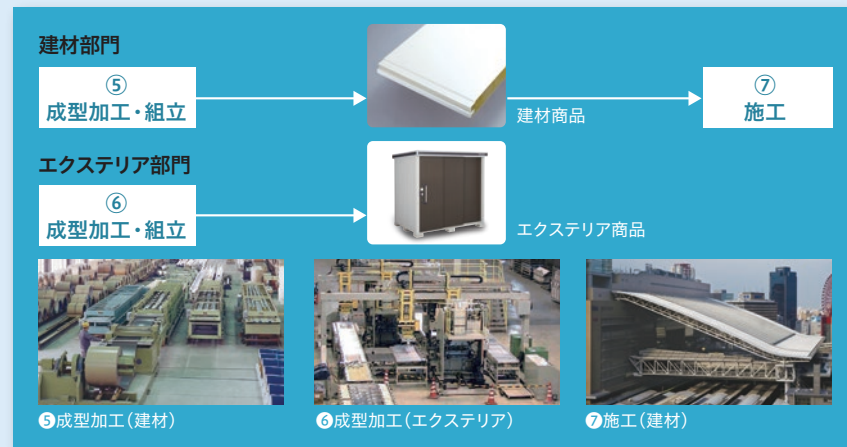 建材部門
⑤
成型加工・組立
建材商品
⑦
施工
エクステリア部門
⑥
成型加工・組立
エクステリア商品
❺成型加工(建材)
❻成型加工(エクステリア)
❼施工(建材)